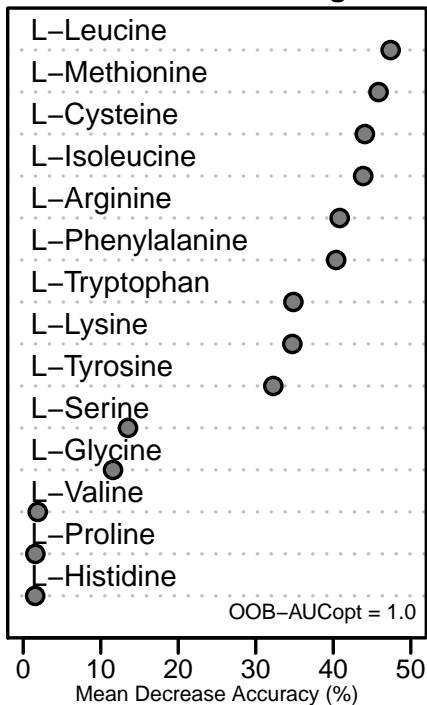 L−Leucine
L−Methionine
L−Cysteine
L−Isoleucine
L−Arginine
L−Phenylalanine
L−Tryptophan
L−Lysine
L−Tyrosine
L−Serine
L−Glycine
L−Valine
L−Proline
L−Histidine
OOB−AUCopt = 1.0
0 10 20 30 40 50
Mean Decrease Accuracy (%)